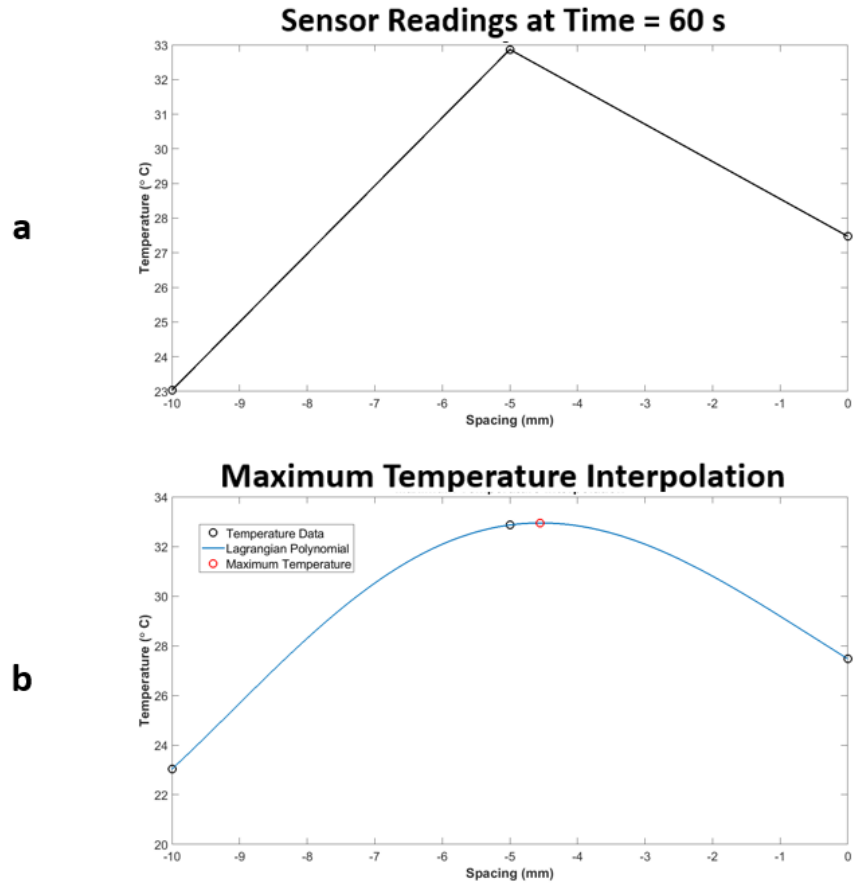 Sensor Readings at Time = 60 s
a
Temperature (° C)
33
32
31
30
29
28
27
26
25
24
23
-10 -9 -8 -7 -6 -5 -4 -3 -2 -1 0
Spacing (mm)
Maximum Temperature Interpolation
b
Temperature (° C)
34
32
30
28
26
24
22
20
Temperature Data
Lagrangian Polynomial
Maximum Temperature
-10 -9 -8 -7 -6 -5 -4 -3 -2 -1 0
Spacing (mm)